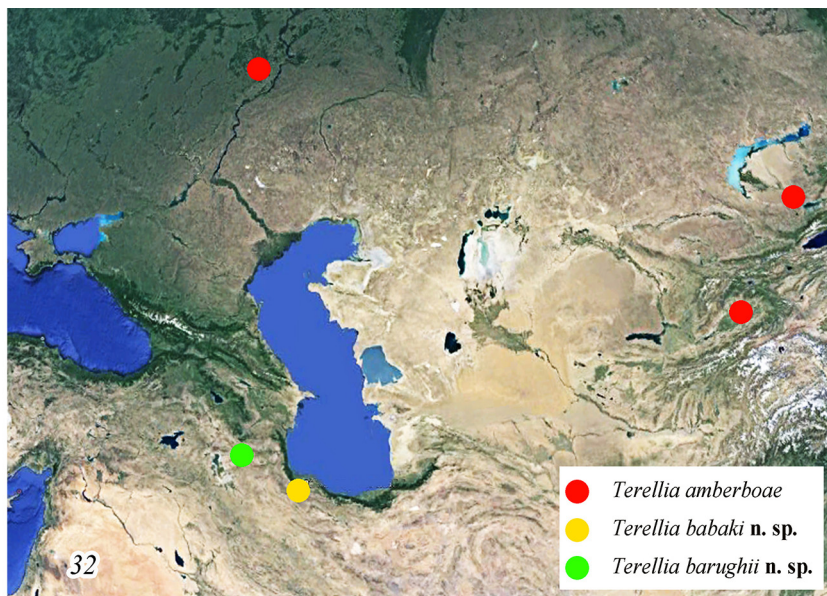 Terellia amberboae
Terellia babaki n. sp.
Terellia barughii n. sp.
32